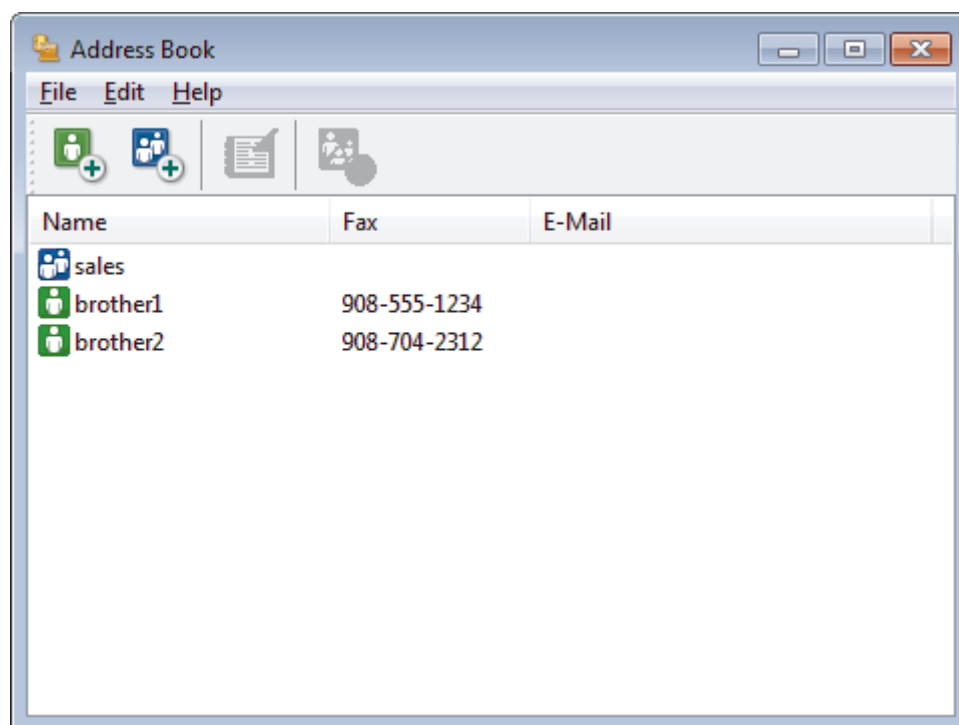 Address Book
File Edit Help
Name Fax E-Mail
sales
brother1 908-555-1234
brother2 908-704-2312